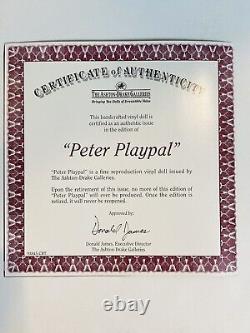 CERTIFICATE of AUTHENTICITY
THE ASHTON-DRAKE GALLERIES
Bringing You Dolls of Irresistible Value
This handcrafted vinyl doll is
certified as an authentic issue
in the edition of
"Peter Playpal"
"Peter Playpal" is a fine reproduction vinyl doll issued by
The Ashton-Drake Galleries.
Upon the retirement of this issue, no more of this edition of
"Peter Playpal" will ever be produced. Once the edition is
retired, it will never be reopened.
Approved by:
Donald James
Donald James, Executive Director
The Ashton-Drake Galleries